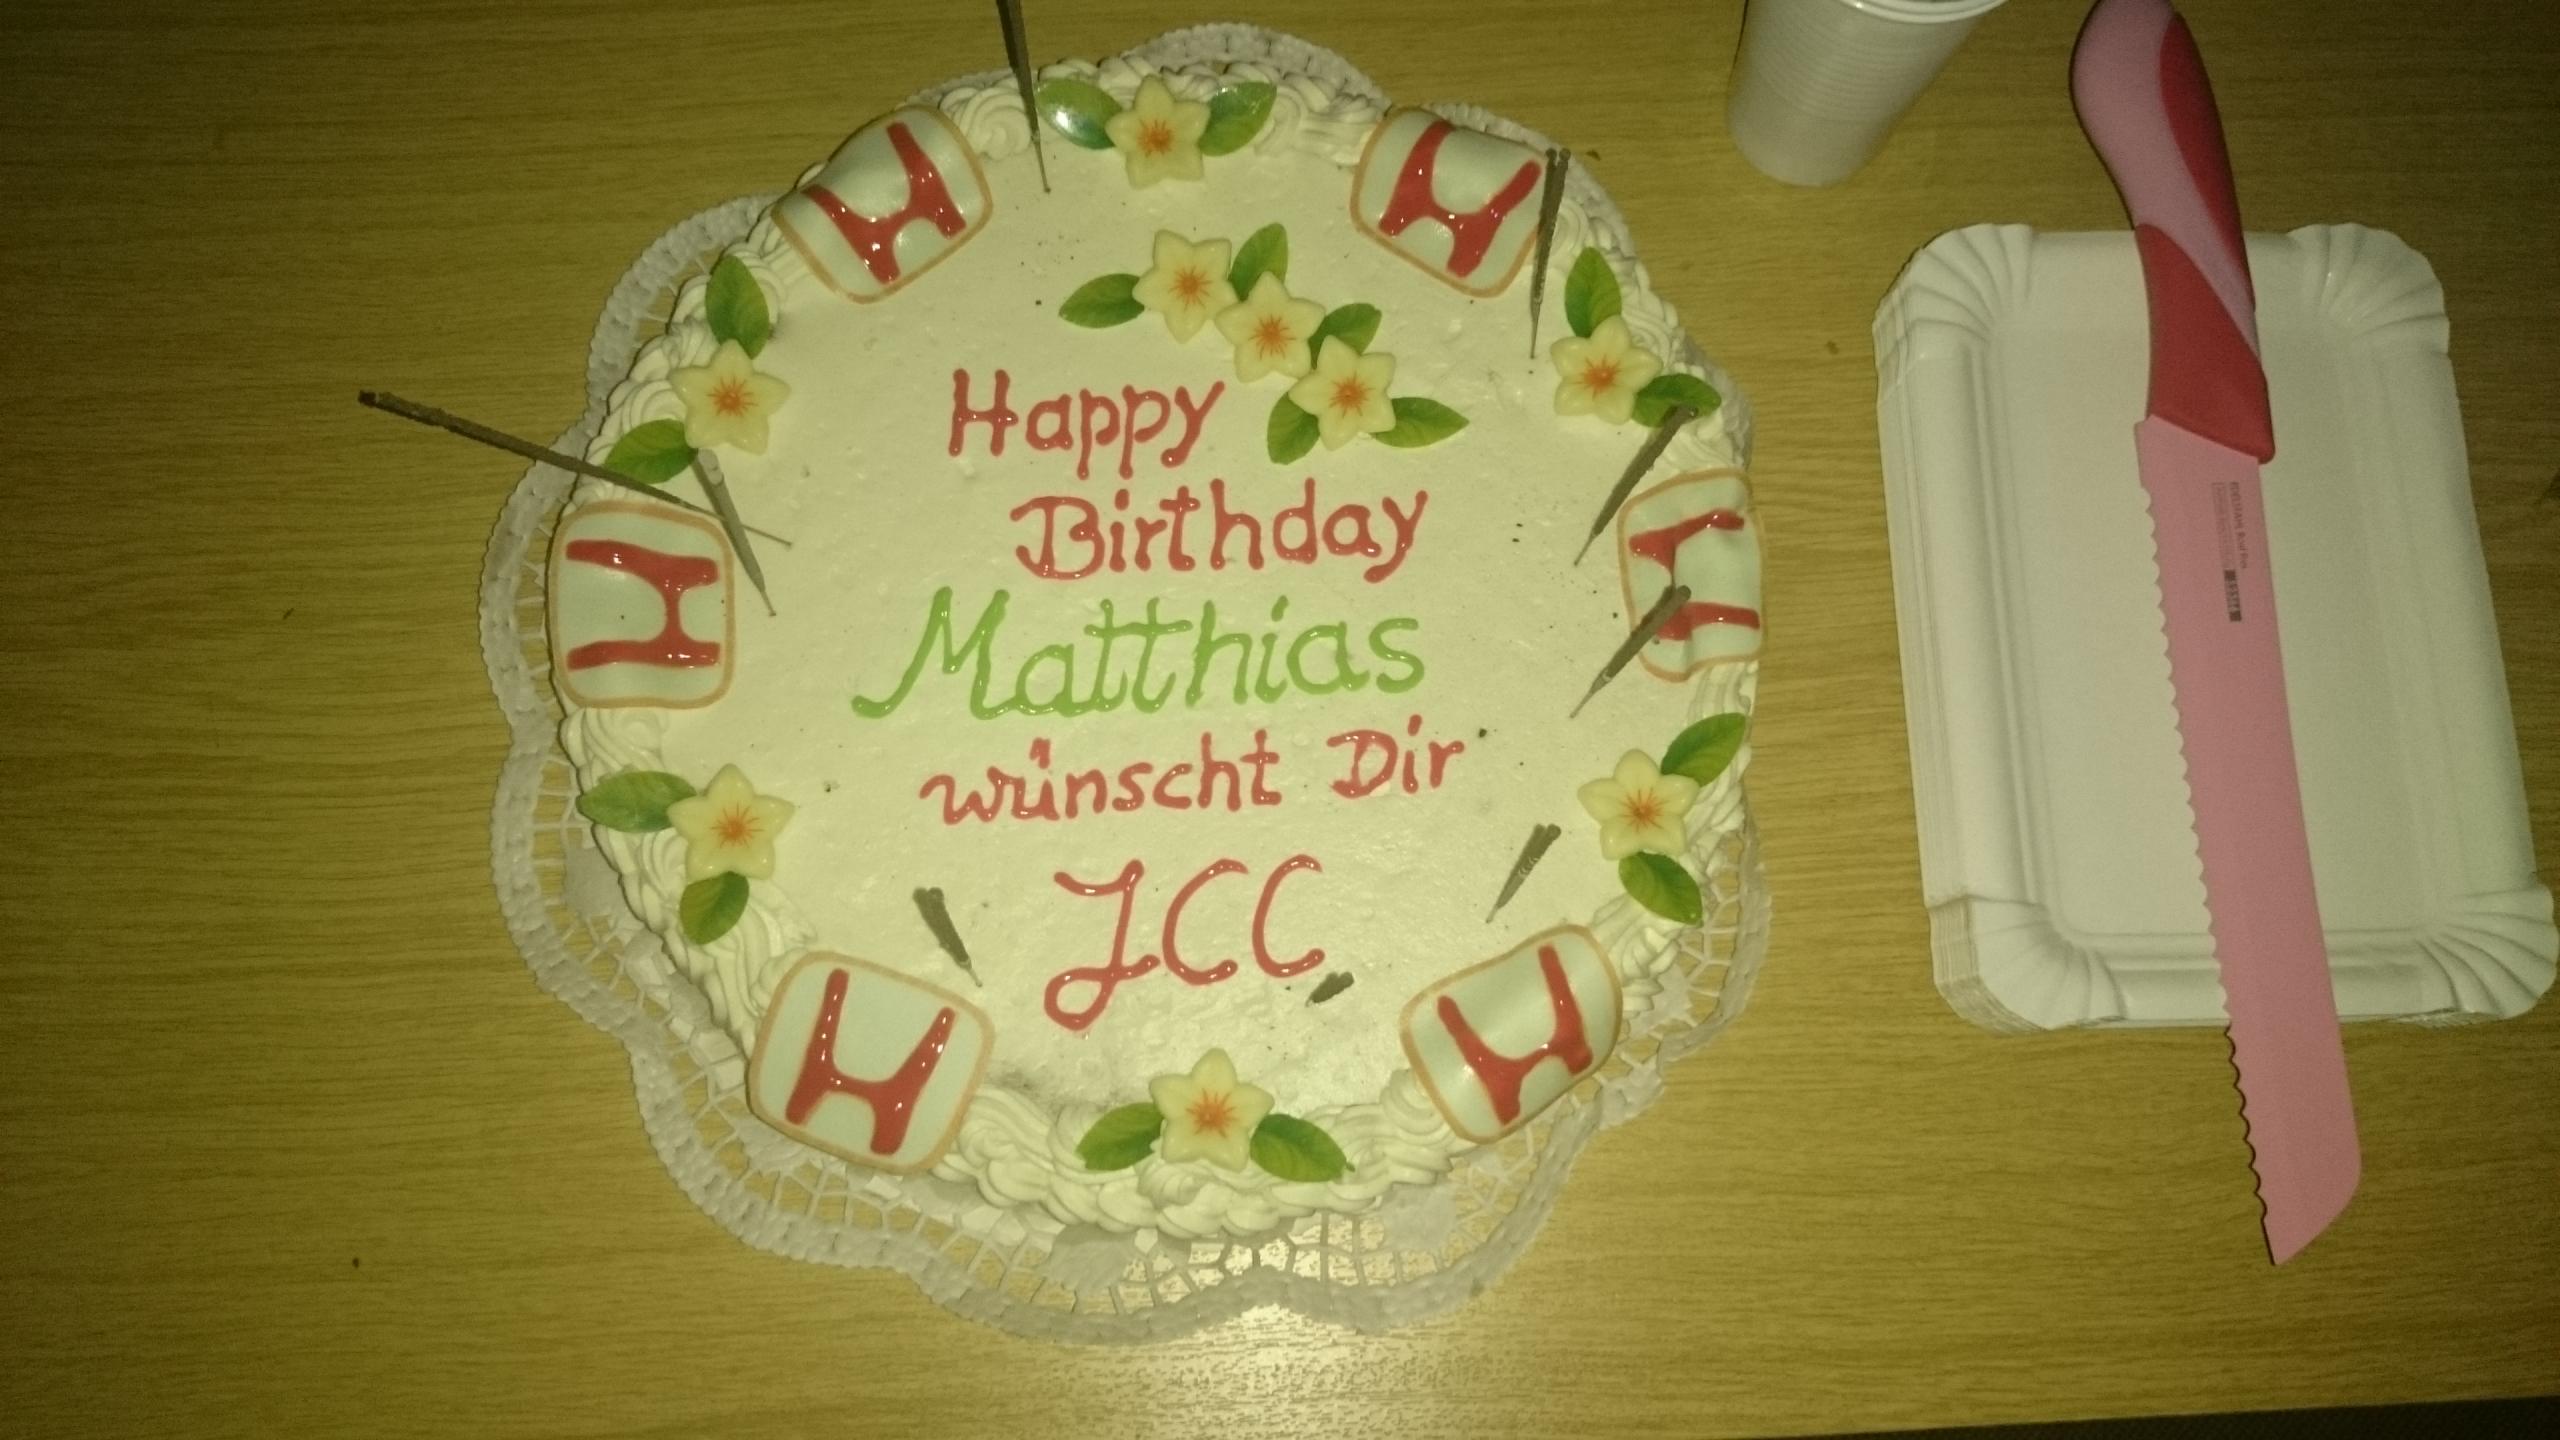 Happy
Birthday
Matthias
wünscht Dir
JCC